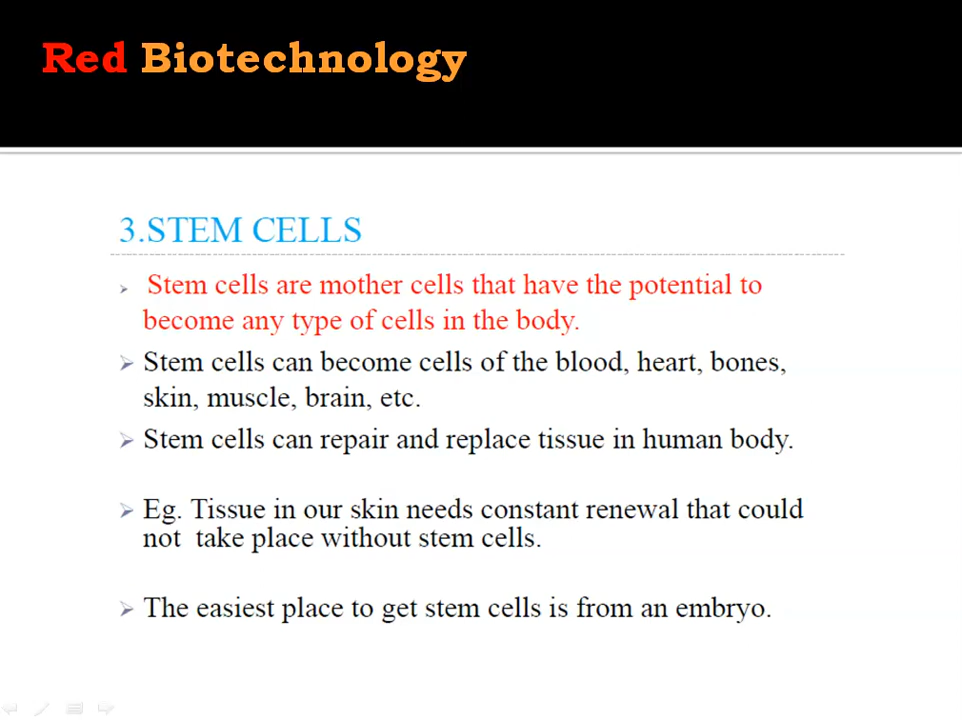 Red Biotechnology
3.STEM CELLS
Stem cells are mother cells that have the potential to
become any type of cells in the body.
Stem cells can become cells of the blood, heart, bones,
skin, muscle, brain, etc.
Stem cells can repair and replace tissue in human body.
Eg. Tissue in our skin needs constant renewal that could
not take place without stem cells.
The easiest place to get stem cells is from an embryo.